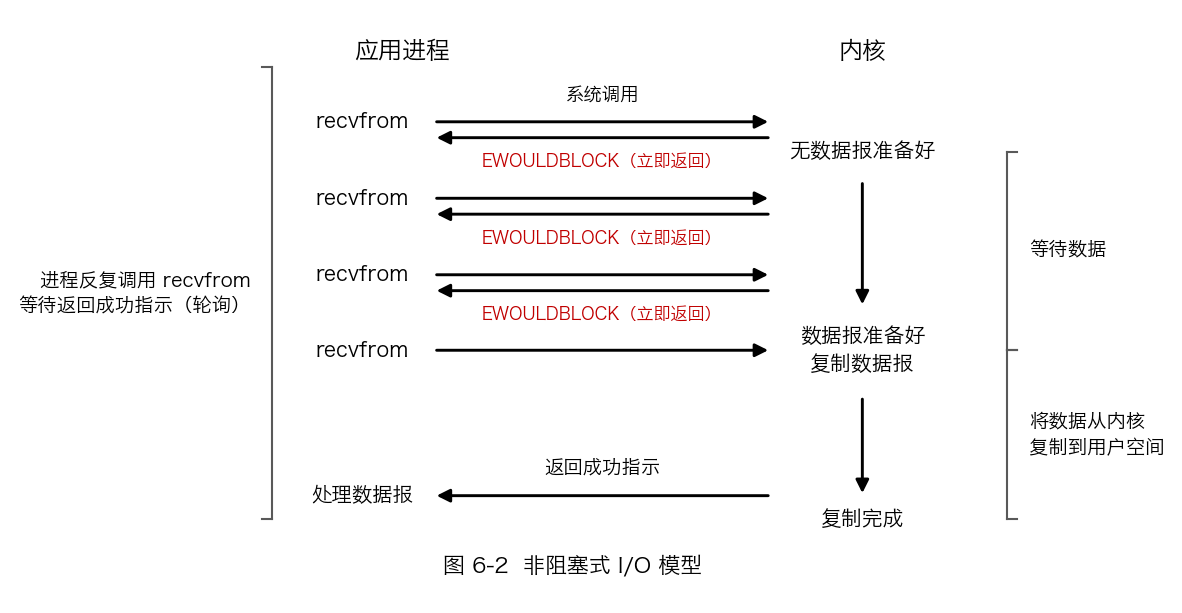 应用进程
内核
系统调用
recvfrom
EWOULDBLOCK（立即返回）
无数据报准备好
recvfrom
EWOULDBLOCK（立即返回）
等待数据
recvfrom
进程反复调用 recvfrom
等待返回成功指示（轮询）
EWOULDBLOCK（立即返回）
recvfrom
数据报准备好
复制数据报
将数据从内核
复制到用户空间
返回成功指示
处理数据报
复制完成
图 6-2 非阻塞式 I/O 模型